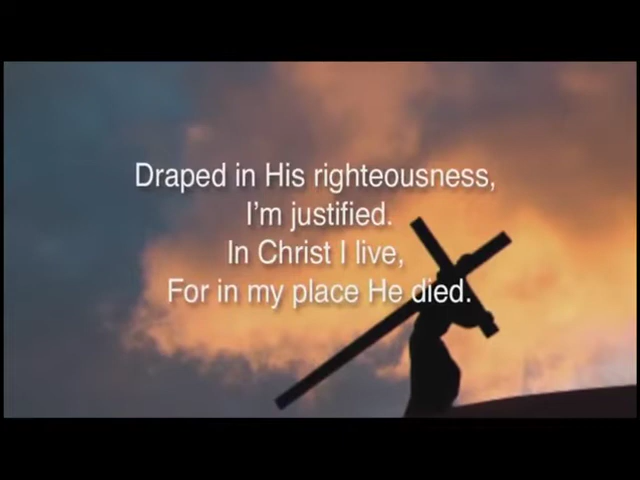 Draped in His righteousness,
I'm justified.
In Christ I live,
For in my place He died.